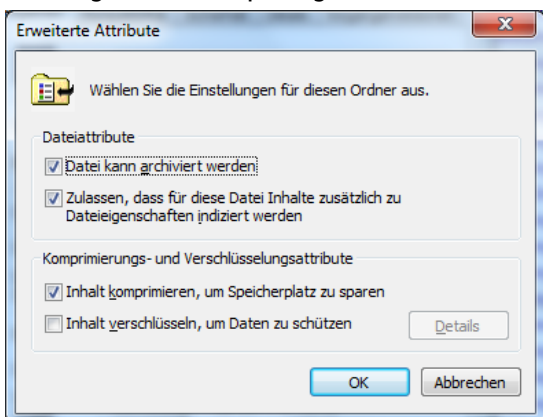 Erweiterte Attribute
Wählen Sie die Einstellungen für diesen Ordner aus.
Dateiattribute
Datei kann archiviert werden
Zulassen, dass für diese Datei Inhalte zusätzlich zu
Dateieigenschaften indiziert werden
Komprimierungs- und Verschlüsselungsattribute
Inhalt komprimieren, um Speicherplatz zu sparen
Inhalt verschlüsseln, um Daten zu schützen
Details
OK
Abbrechen